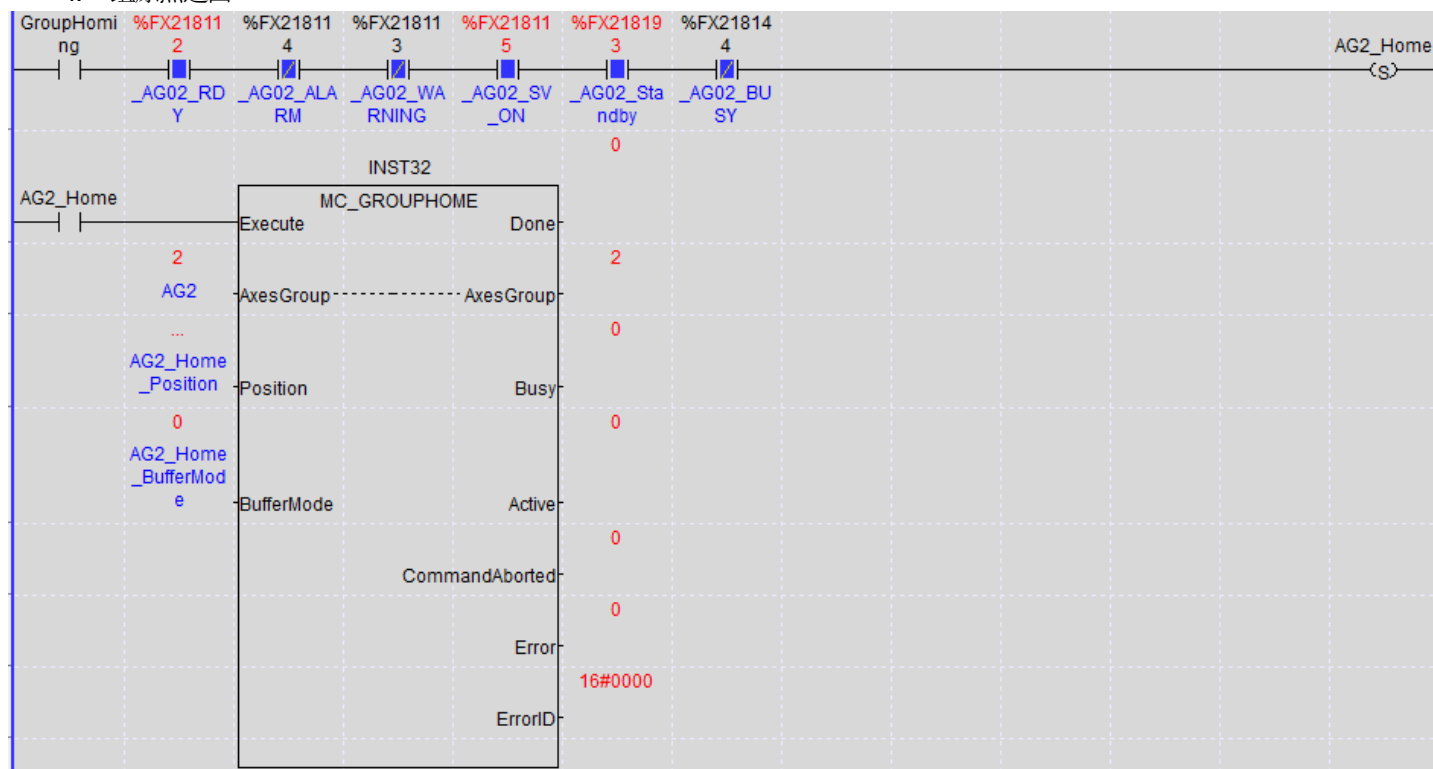 GroupHomi %FX21811 %FX21811 %FX21811 %FX21811 %FX21819 %FX21814
ng 2 4 3 5 3 4 AG2_Home
(S)
_AG02_RD _AG02_ALA _AG02_WA _AG02_SV _AG02_Sta _AG02_BU
Y RM RNING _ON ndby SY
0
INST32
AG2_Home MC_GROUPHOME
Execute Done
2 2
AG2 AxesGroup AxesGroup
... 0
AG2_Home
_Position Position Busy
0 0
AG2_Home
_BufferMod
e BufferMode Active
0
CommandAborted
0
Error
16#0000
ErrorID